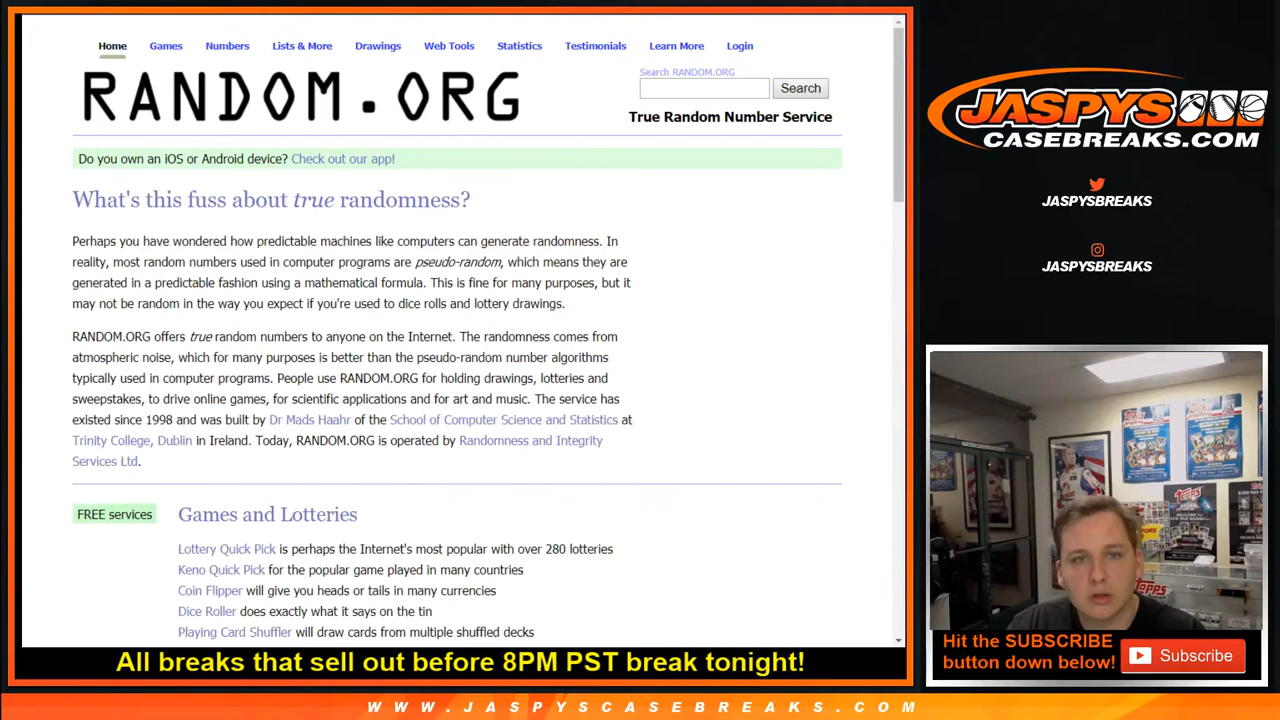 Home Games Numbers Lists & More Drawings Web Tools Statistics Testimonials Learn More Login
RANDOM.ORG
Search RANDOM.ORG
Search
True Random Number Service
Do you own an iOS or Android device? Check out our app!
What's this fuss about true randomness?
Perhaps you have wondered how predictable machines like computers can generate randomness. In
reality, most random numbers used in computer programs are pseudo-random, which means they are
generated in a predictable fashion using a mathematical formula. This is fine for many purposes, but it
may not be random in the way you expect if you're used to dice rolls and lottery drawings.
RANDOM.ORG offers true random numbers to anyone on the Internet. The randomness comes from
atmospheric noise, which for many purposes is better than the pseudo-random number algorithms
typically used in computer programs. People use RANDOM.ORG for holding drawings, lotteries and
sweepstakes, to drive online games, for scientific applications and for art and music. The service has
existed since 1998 and was built by Dr Mads Haahr of the School of Computer Science and Statistics at
Trinity College, Dublin in Ireland. Today, RANDOM.ORG is operated by Randomness and Integrity
Services Ltd.
FREE services
Games and Lotteries
Lottery Quick Pick is perhaps the Internet's most popular with over 280 lotteries
Keno Quick Pick for the popular game played in many countries
Coin Flipper will give you heads or tails in many currencies
Dice Roller does exactly what it says on the tin
Playing Card Shuffler will draw cards from multiple shuffled decks
All breaks that sell out before 8PM PST break tonight!
JASPYS
CASEBREAKS.COM
JASPYSBREAKS
JASPYSBREAKS
Topps
Topps
Topps
Topps
Hit the SUBSCRIBE
button down below!
Subscribe
WWW.JASPYSCASEBREAKS.COM